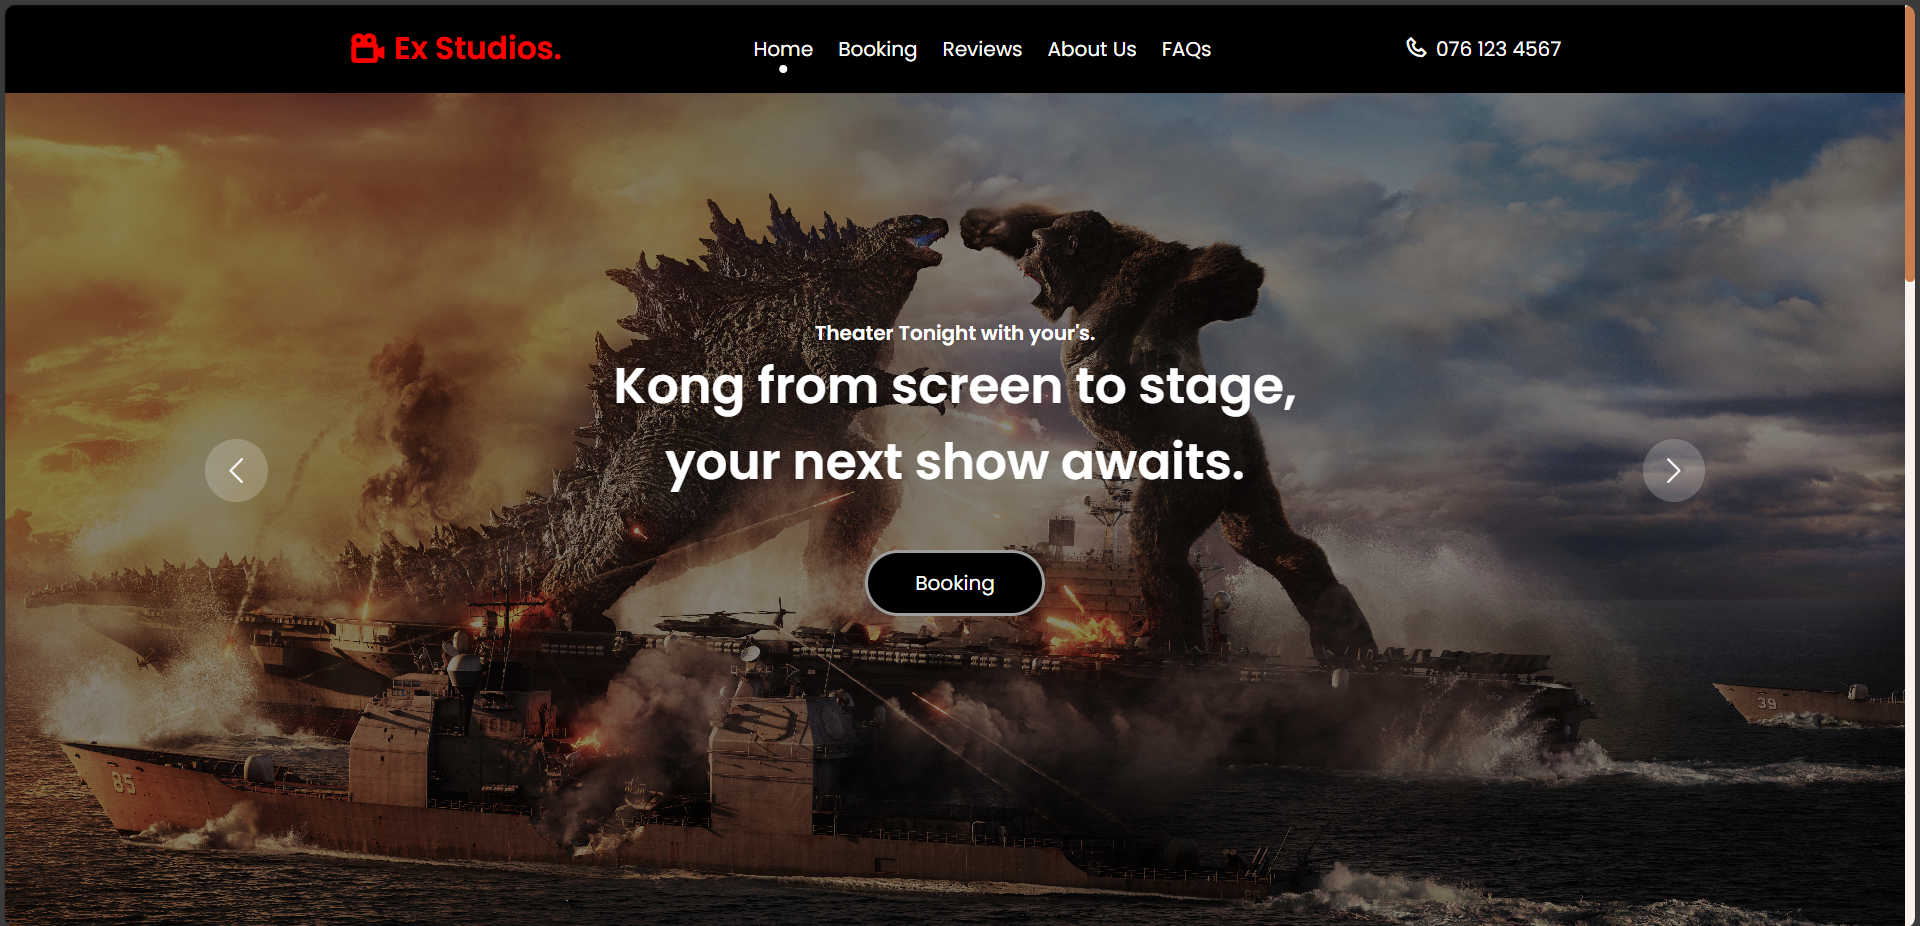 Ex Studios.
Home Booking Reviews About Us FAQs
076 123 4567
Theater Tonight with your's.
Kong from screen to stage,
your next show awaits.
Booking
39
85